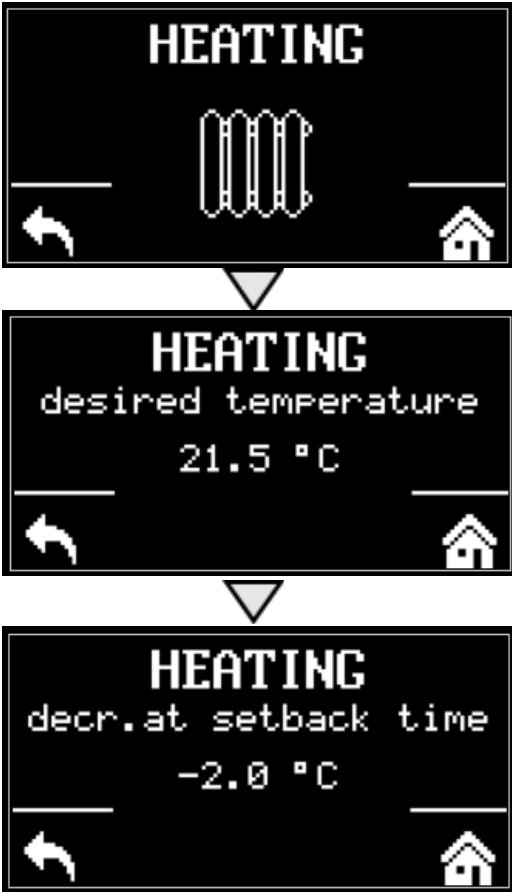 HEATING
HEATING
desired temperature
21.5 °C
HEATING
decr.at setback time
-2.0 °C